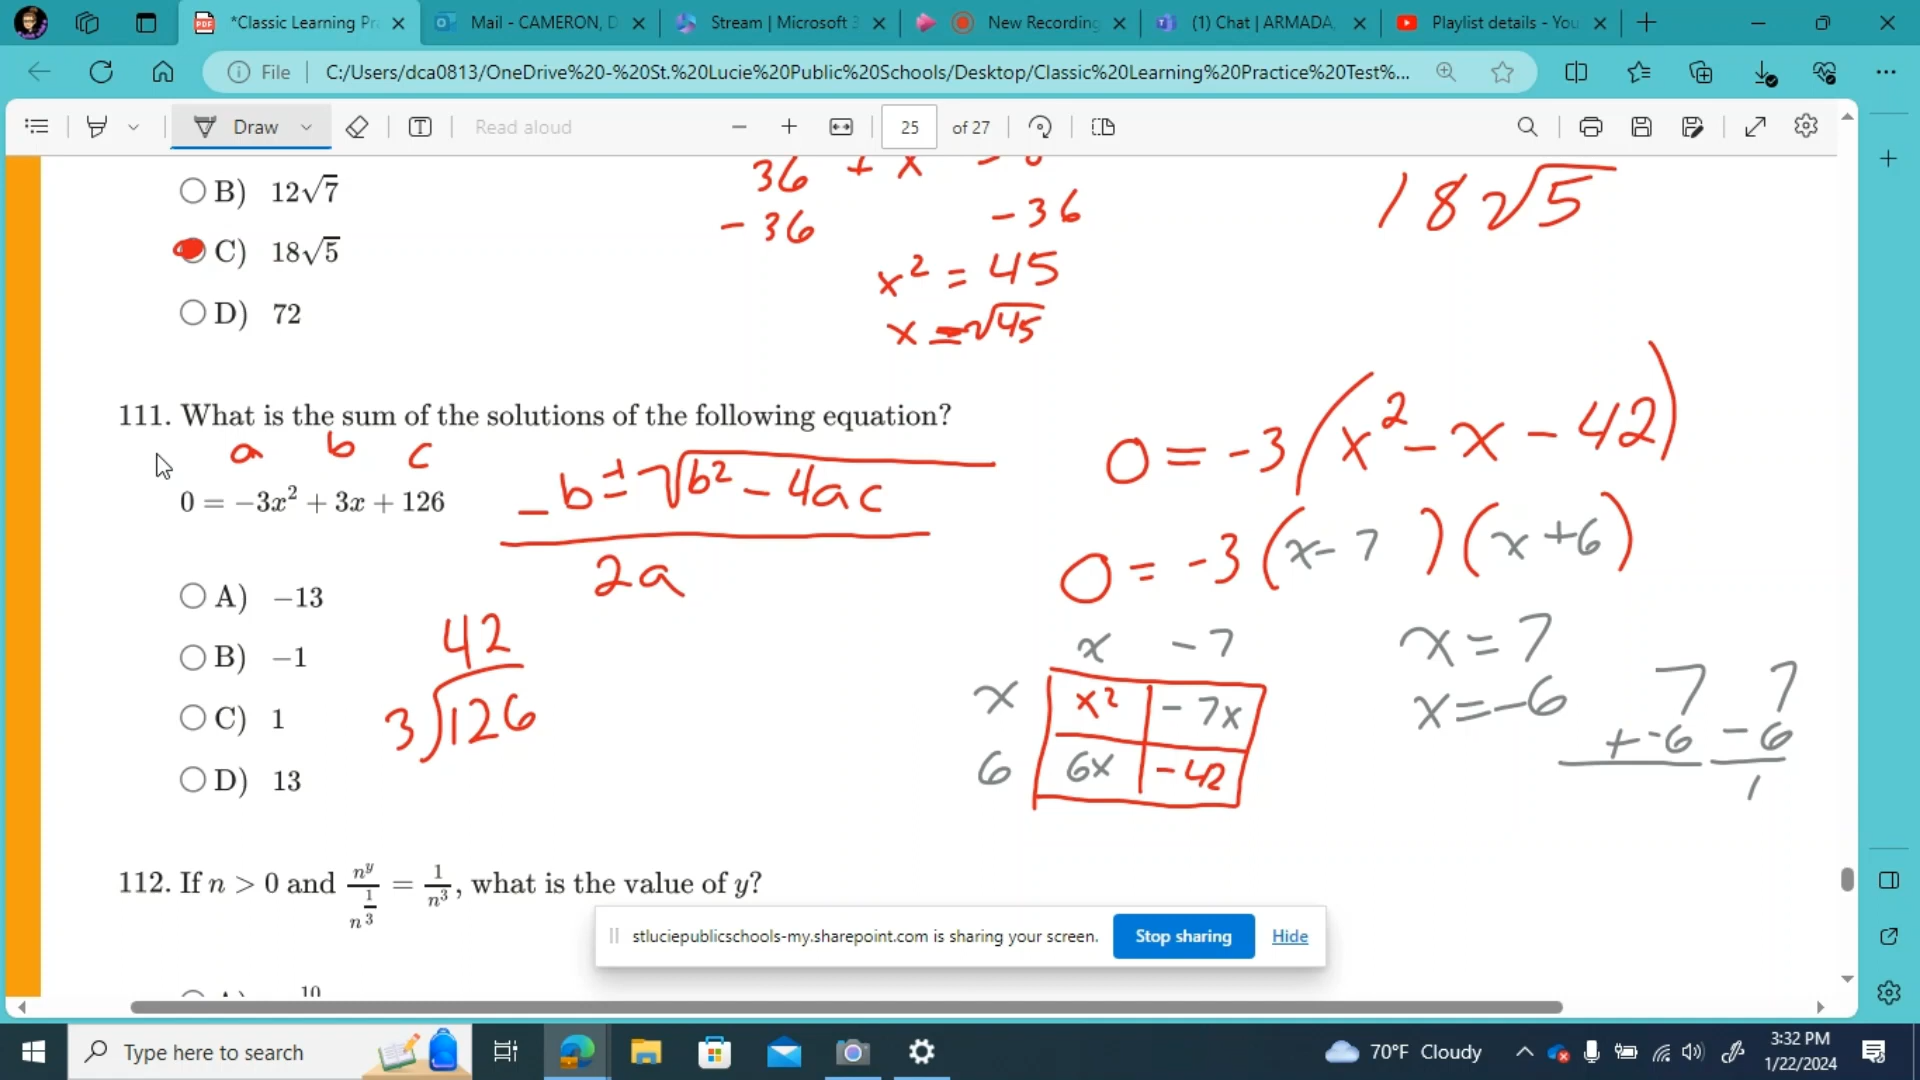 *Classic Learning Pr
Mail - CAMERON, D
Stream | Microsoft 3
New Recording
(1) Chat | ARMADA,
Playlist details - You
File
C:/Users/dca0813/OneDrive%20-%20St.%20Lucie%20Public%20Schools/Desktop/Classic%20Learning%20Practice%20Test%...
Draw
Read aloud
25 of 27
B) 12√7
C) 18√5
D) 72
36 + x
- 36 - 36
x² = 45
x = √45
18√5
111. What is the sum of the solutions of the following equation?
a b c
0 = −3x² + 3x + 126
-b ± √b² - 4ac
2a
A) −13
B) −1
C) 1
D) 13
42
3 126
0 = -3(x² - x - 42)
0 = -3(x - 7)(x + 6)
x -7
x x² -7x
6 6x -42
x = 7
x = -6
7 7
+ -6 - 6
1
112. If n > 0 and n^y / n^(1/3) = 1/n³, what is the value of y?
10
stluciepublicschools-my.sharepoint.com is sharing your screen.
Stop sharing
Hide
Type here to search
70°F Cloudy
3:32 PM
1/22/2024